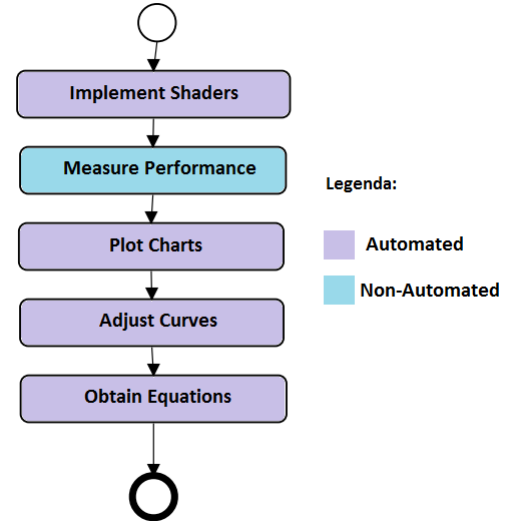 Implement Shaders
Measure Performance
Plot Charts
Adjust Curves
Obtain Equations
Legenda:
Automated
Non-Automated